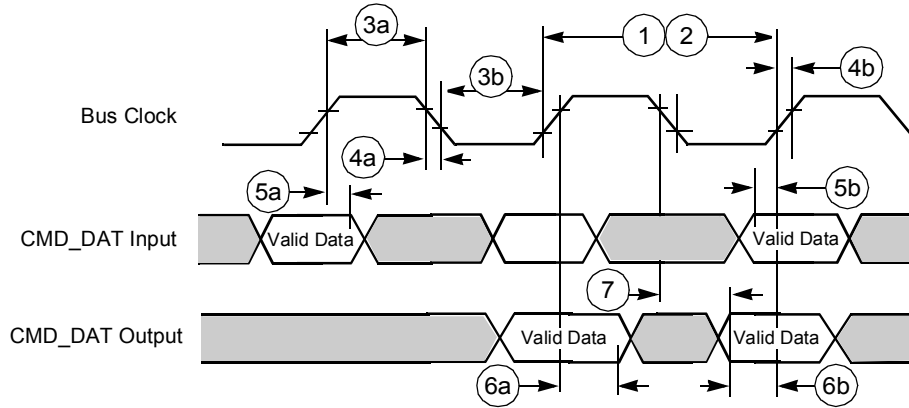 3a
1 2
3b
4b
Bus Clock
4a
5a
5b
CMD_DAT Input
Valid Data
Valid Data
7
CMD_DAT Output
Valid Data
Valid Data
6a
6b